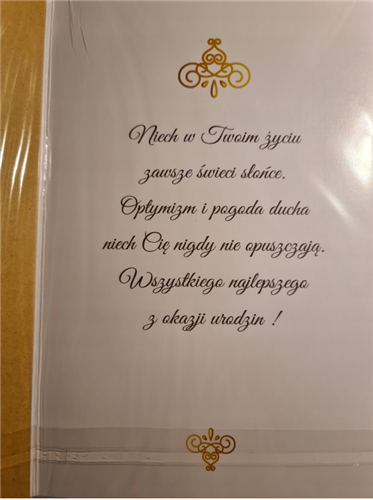 Niech w Twoim życiu
zawsze świeci słońce.
Optymizm i pogoda ducha
niech Cię nigdy nie opuszczają.
Wszystkiego najlepszego
z okazji urodzin !